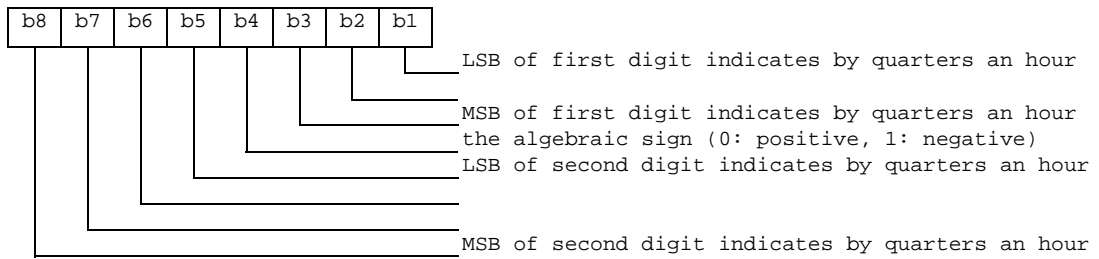 b8 b7 b6 b5 b4 b3 b2 b1
LSB of first digit indicates by quarters an hour
MSB of first digit indicates by quarters an hour
the algebraic sign (0: positive, 1: negative)
LSB of second digit indicates by quarters an hour
MSB of second digit indicates by quarters an hour